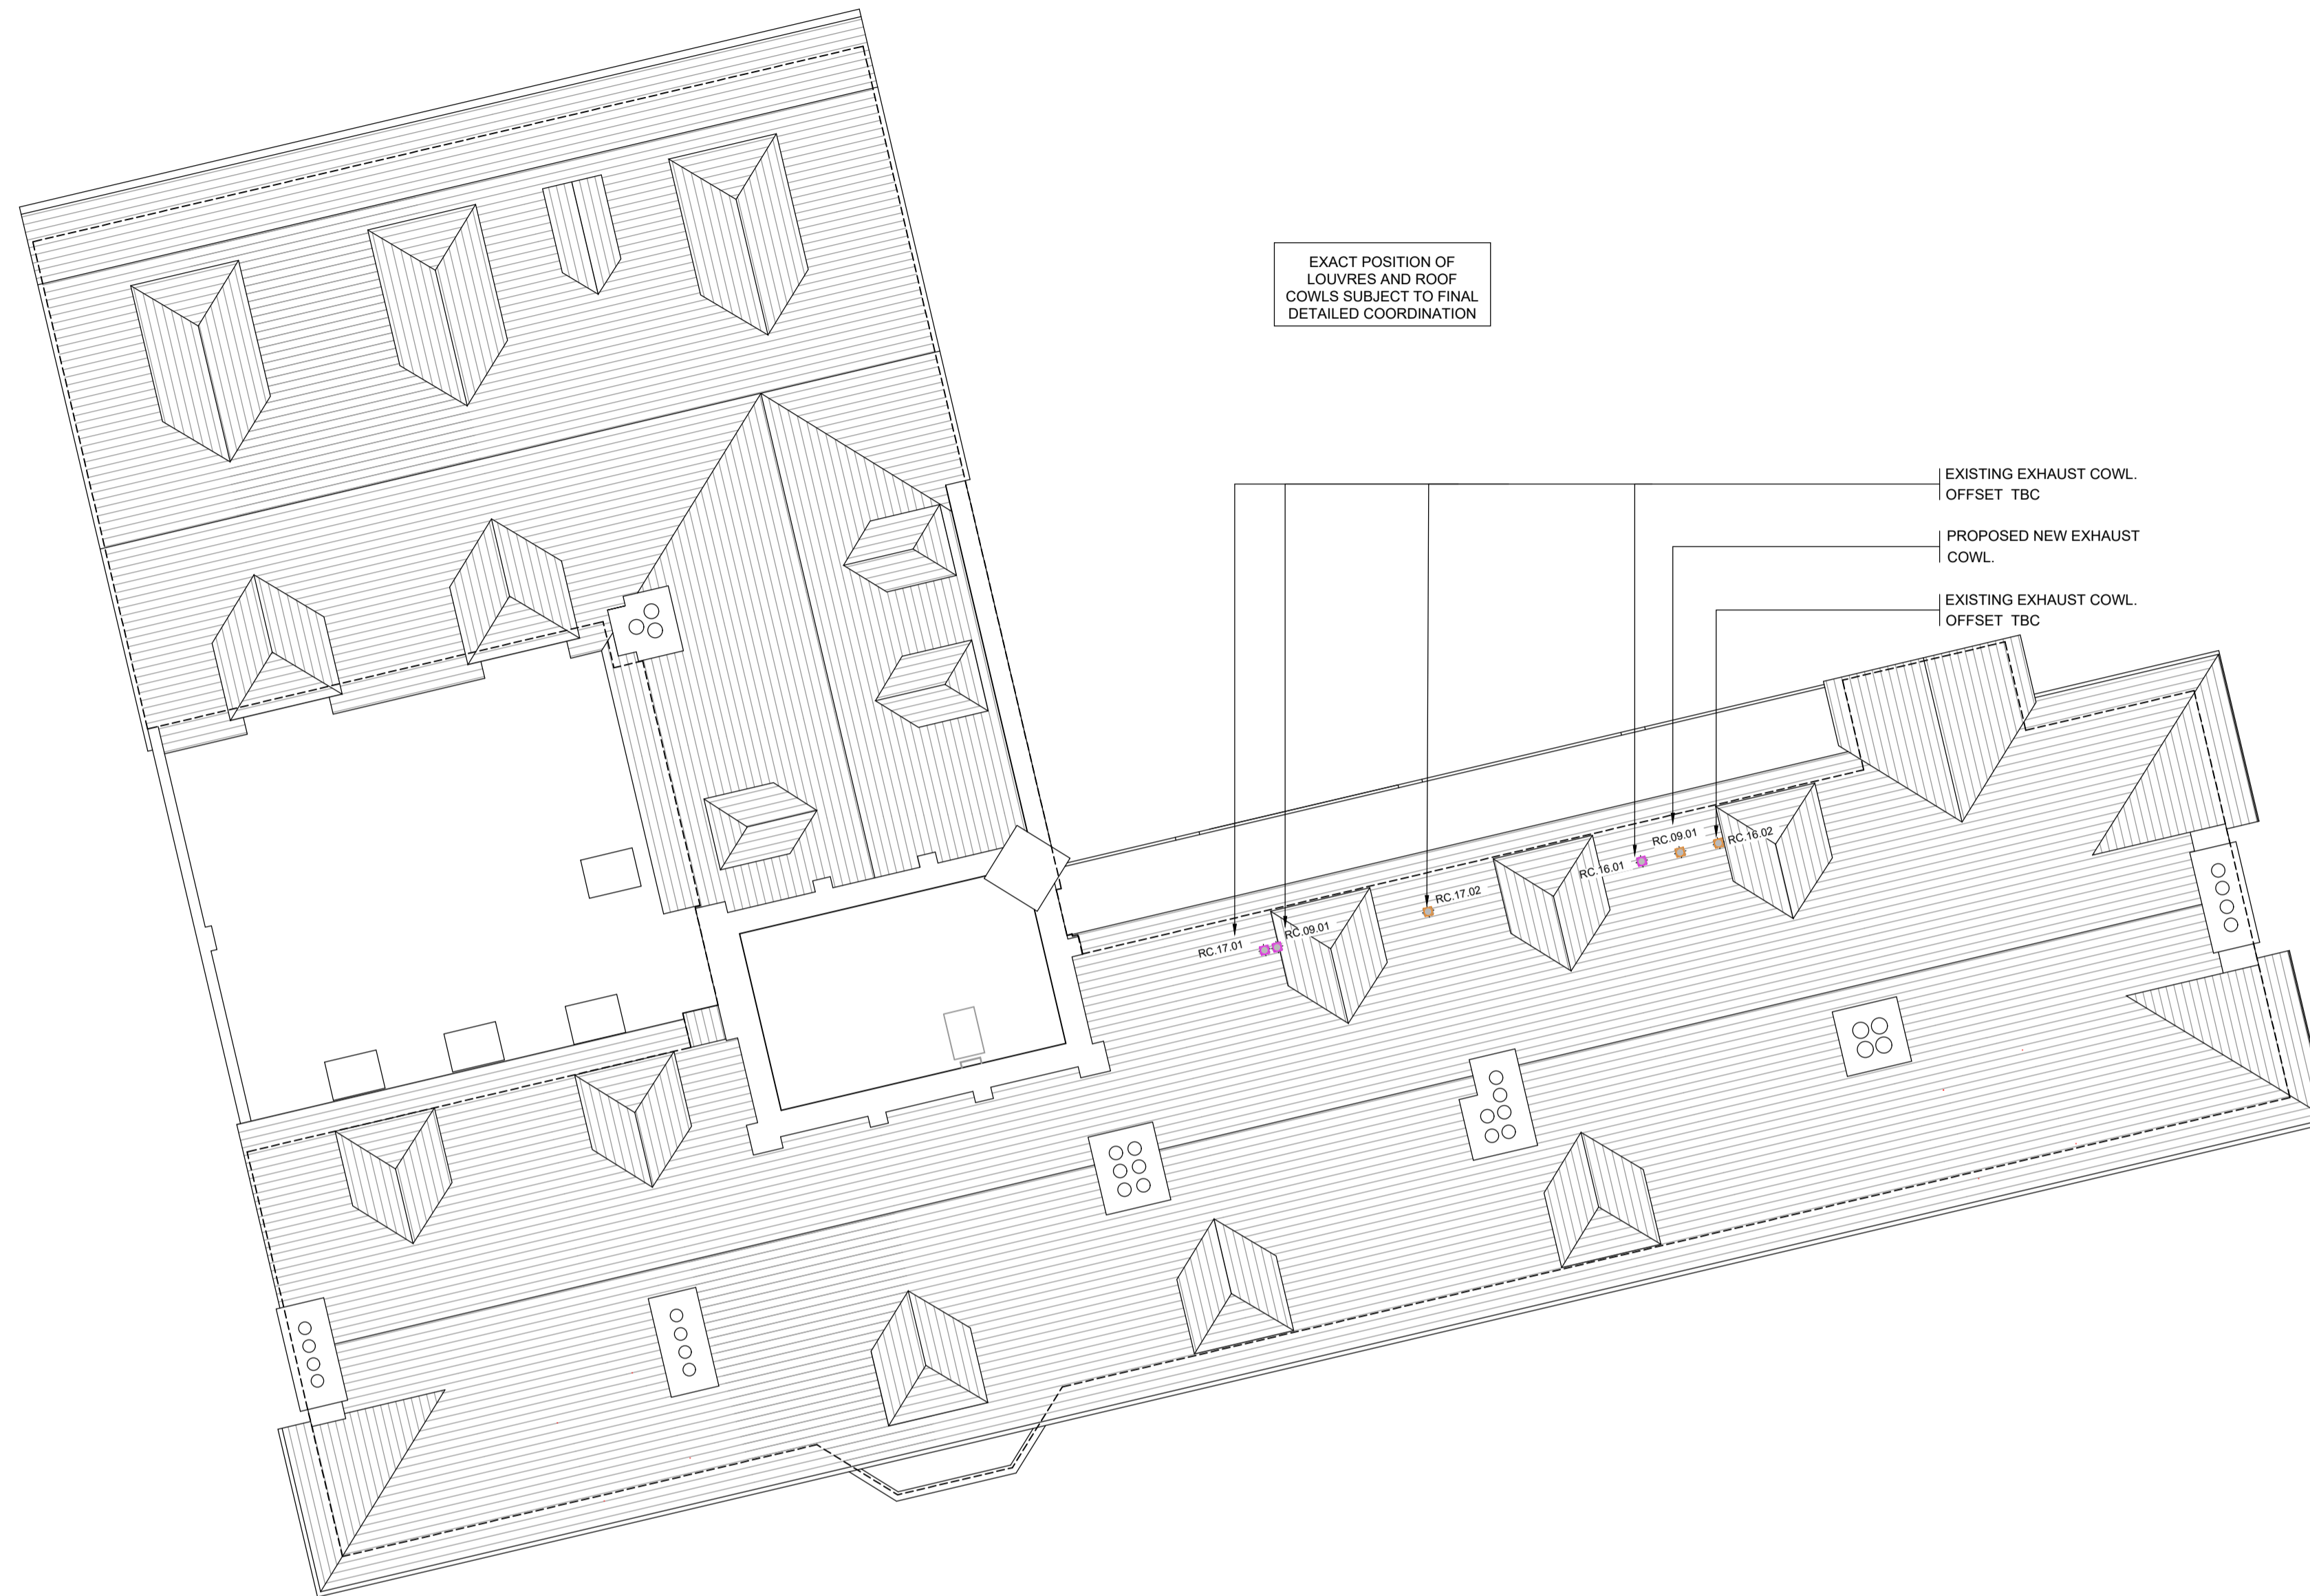 EXACT POSITION OF
LOUVRES AND ROOF
COWLS SUBJECT TO FINAL
DETAILED COORDINATION
EXISTING EXHAUST COWL.
OFFSET TBC
PROPOSED NEW EXHAUST
COWL.
EXISTING EXHAUST COWL.
OFFSET TBC
RC.17.01
RC.09.01
RC.17.02
RC.16.01
RC.09.01
RC.16.02